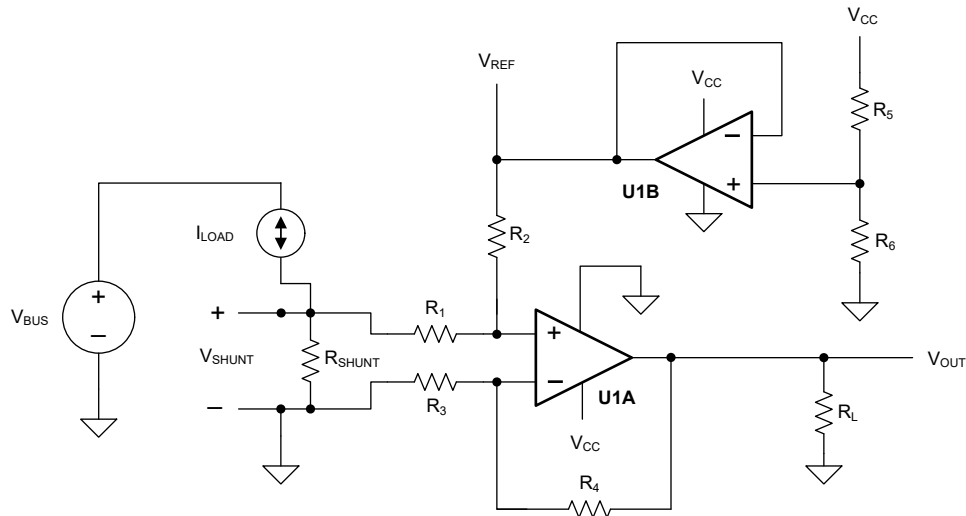 VCC
VREF
VCC
R5
−
+
U1B
R2
R6
ILOAD
VBUS
+
−
+
VSHUNT
RSHUNT
−
R1
R3
+
−
U1A
VCC
VOUT
RL
R4